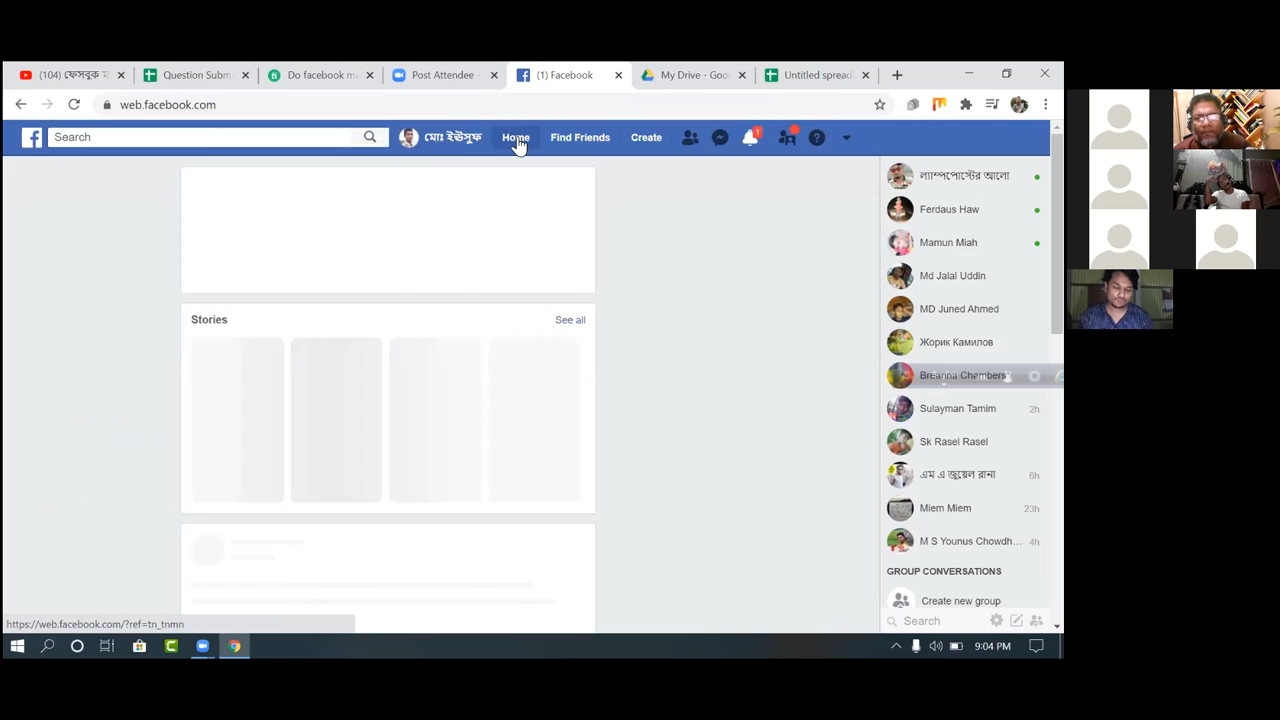 (104) ফেসবুক ম
Question Subm
Do facebook ma
Post Attendee -
(1) Facebook
My Drive - Goo
Untitled spread
web.facebook.com
Search
মোঃ ইউসুফ
Home
Find Friends
Create
1
ল্যাম্পপোস্টের আলো
Ferdaus Haw
Mamun Miah
Md Jalal Uddin
MD Juned Ahmed
Жорик Камилов
Breanna Chambers
Sulayman Tamim 2h
Sk Rasel Rasel
এম এ জুয়েল রানা 6h
Miem Miem 23h
M S Younus Chowdh... 4h
GROUP CONVERSATIONS
Create new group
Search
Stories
See all
https://web.facebook.com/?ref=tn_tnmn
9:04 PM